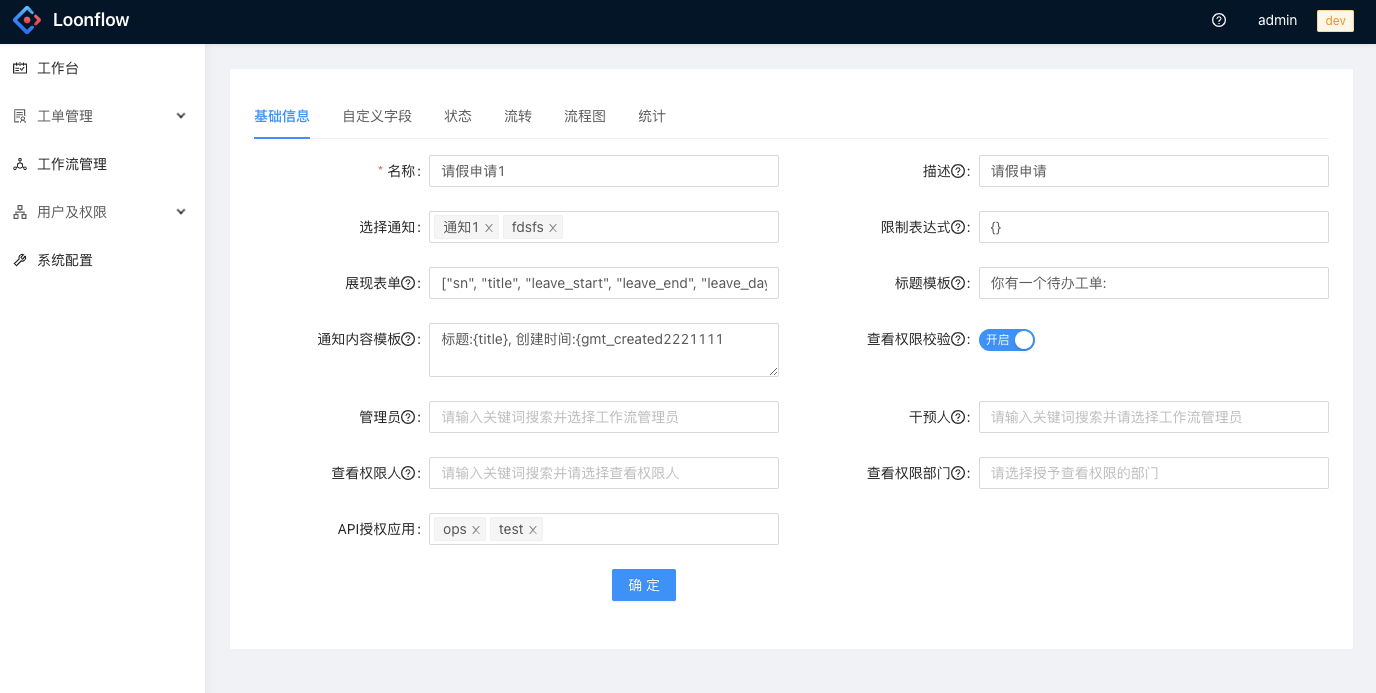 Loonflow
admin
dev
工作台
工单管理
工作流管理
用户及权限
系统配置
基础信息 自定义字段 状态 流转 流程图 统计
* 名称: 请假申请1
描述: 请假申请
选择通知: 通知1 fdsfs
限制表达式: {}
展现表单: ["sn", "title", "leave_start", "leave_end", "leave_day
标题模板: 你有一个待办工单:
通知内容模板: 标题:{title}, 创建时间:{gmt_created2221111
查看权限校验: 开启
管理员: 请输入关键词搜索并选择工作流管理员
干预人: 请输入关键词搜索并请选择工作流管理员
查看权限人: 请输入关键词搜索并请选择查看权限人
查看权限部门: 请选择授予查看权限的部门
API授权应用: ops test
确 定